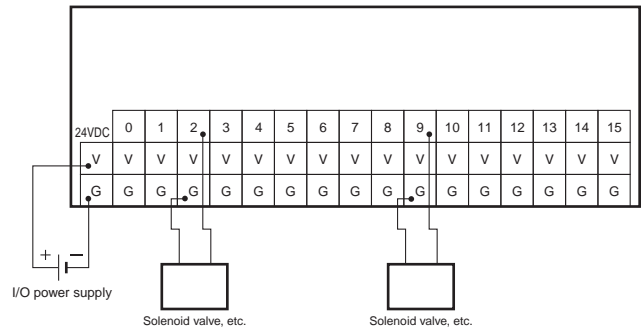 24VDC 0 1 2 3 4 5 6 7 8 9 10 11 12 13 14 15
V V V V V V V V V V V V V V V V V
G G G G G G G G G G G G G G G G G
+ −
I/O power supply
Solenoid valve, etc. Solenoid valve, etc.